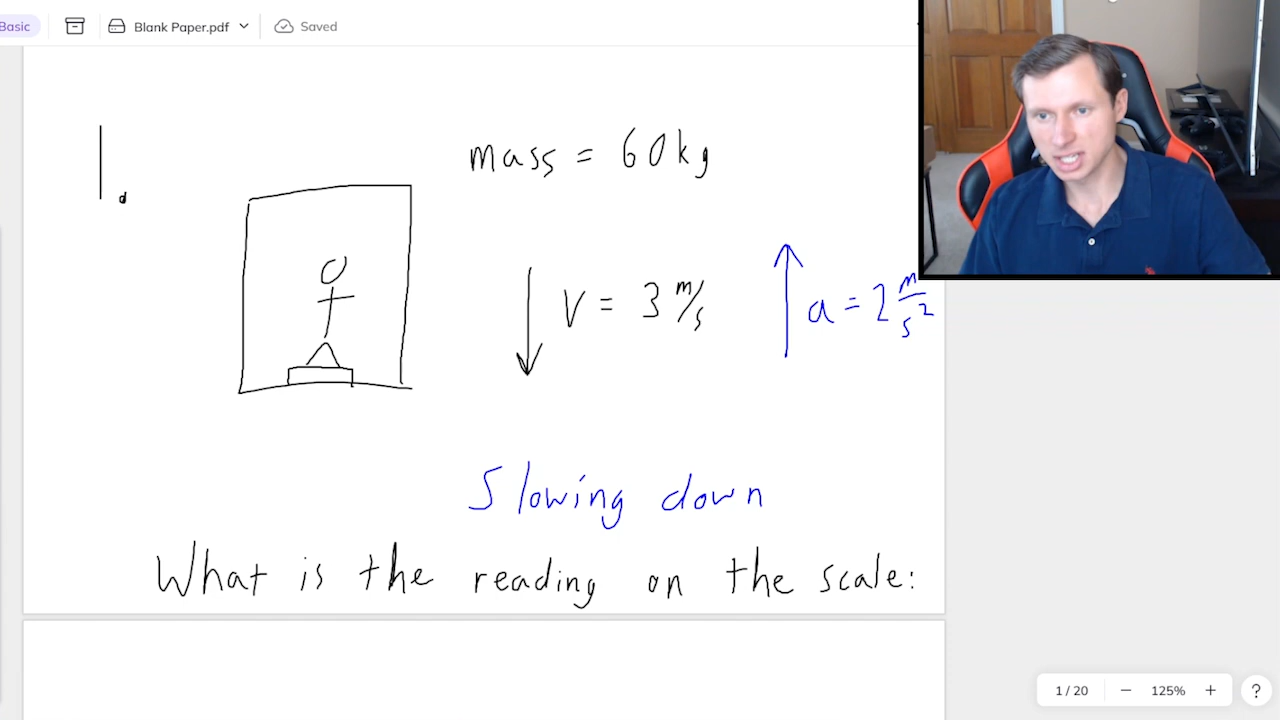 Basic
Blank Paper.pdf
Saved
1.
mass = 60kg
V = 3 m/s
a = 2 m/s²
Slowing down
What is the reading on the scale:
1 / 20
125%
?